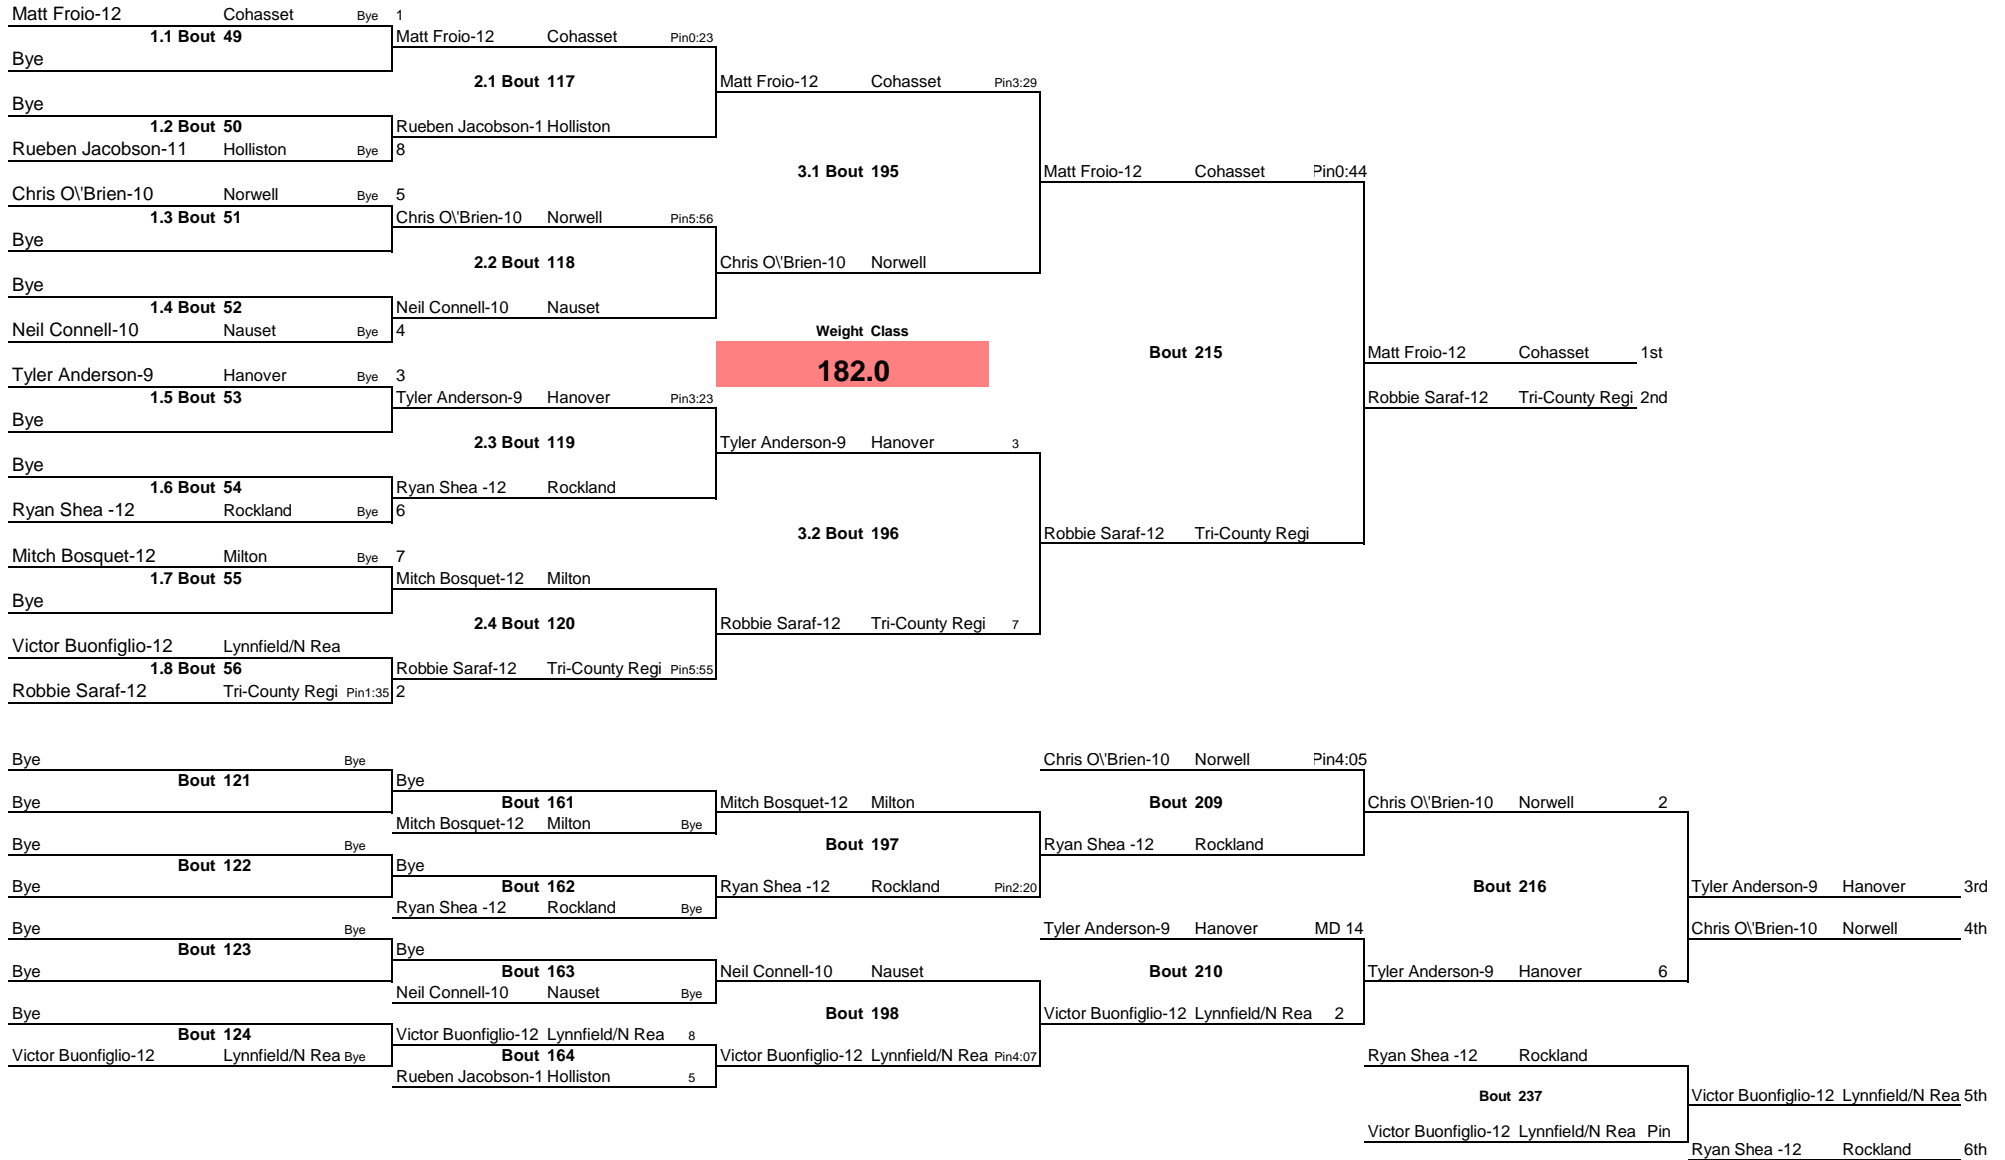 Matt Froio-12 Cohasset Bye 1
1.1 Bout 49 Matt Froio-12 Cohasset Pin0:23
Bye
2.1 Bout 117 Matt Froio-12 Cohasset Pin3:29
Bye
1.2 Bout 50 Rueben Jacobson-1 Holliston
Rueben Jacobson-11 Holliston Bye 8
3.1 Bout 195 Matt Froio-12 Cohasset Pin0:44
Chris O\'Brien-10 Norwell Bye 5
1.3 Bout 51 Chris O\'Brien-10 Norwell Pin5:56
Bye
2.2 Bout 118 Chris O\'Brien-10 Norwell
Bye
1.4 Bout 52 Neil Connell-10 Nauset
Neil Connell-10 Nauset Bye 4 Weight Class
Bout 215 Matt Froio-12 Cohasset 1st
Tyler Anderson-9 Hanover Bye 3 182.0
1.5 Bout 53 Tyler Anderson-9 Hanover Pin3:23 Robbie Saraf-12 Tri-County Regi 2nd
Bye
2.3 Bout 119 Tyler Anderson-9 Hanover 3
Bye
1.6 Bout 54 Ryan Shea -12 Rockland
Ryan Shea -12 Rockland Bye 6
3.2 Bout 196 Robbie Saraf-12 Tri-County Regi
Mitch Bosquet-12 Milton Bye 7
1.7 Bout 55 Mitch Bosquet-12 Milton
Bye
2.4 Bout 120 Robbie Saraf-12 Tri-County Regi 7
Victor Buonfiglio-12 Lynnfield/N Rea
1.8 Bout 56 Robbie Saraf-12 Tri-County Regi Pin5:55
Robbie Saraf-12 Tri-County Regi Pin1:35 2
Bye Bye Chris O\'Brien-10 Norwell Pin4:05
Bout 121 Bye
Bye Bout 161 Mitch Bosquet-12 Milton Bout 209 Chris O\'Brien-10 Norwell 2
Mitch Bosquet-12 Milton Bye
Bye Bye Bout 197 Ryan Shea -12 Rockland
Bout 122 Bye
Bye Bout 162 Ryan Shea -12 Rockland Pin2:20 Bout 216 Tyler Anderson-9 Hanover 3rd
Ryan Shea -12 Rockland Bye
Bye Bye Tyler Anderson-9 Hanover MD 14 Chris O\'Brien-10 Norwell 4th
Bout 123 Bye
Bye Bout 163 Neil Connell-10 Nauset Bout 210 Tyler Anderson-9 Hanover 6
Neil Connell-10 Nauset Bye
Bye Bout 198 Victor Buonfiglio-12 Lynnfield/N Rea 2
Bout 124 Victor Buonfiglio-12 Lynnfield/N Rea 8
Victor Buonfiglio-12 Lynnfield/N Rea Bye Bout 164 Victor Buonfiglio-12 Lynnfield/N Rea Pin4:07 Ryan Shea -12 Rockland
Rueben Jacobson-1 Holliston 5
Bout 237 Victor Buonfiglio-12 Lynnfield/N Rea 5th
Victor Buonfiglio-12 Lynnfield/N Rea Pin
Ryan Shea -12 Rockland 6th